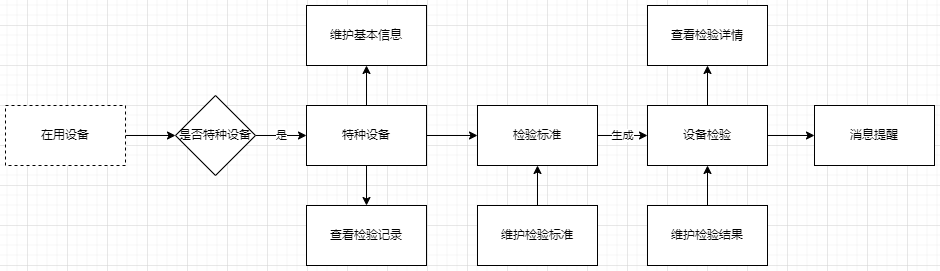 维护基本信息
查看检验详情
在用设备
是否特种设备
是
特种设备
检验标准
生成
设备检验
消息提醒
查看检验记录
维护检验标准
维护检验结果